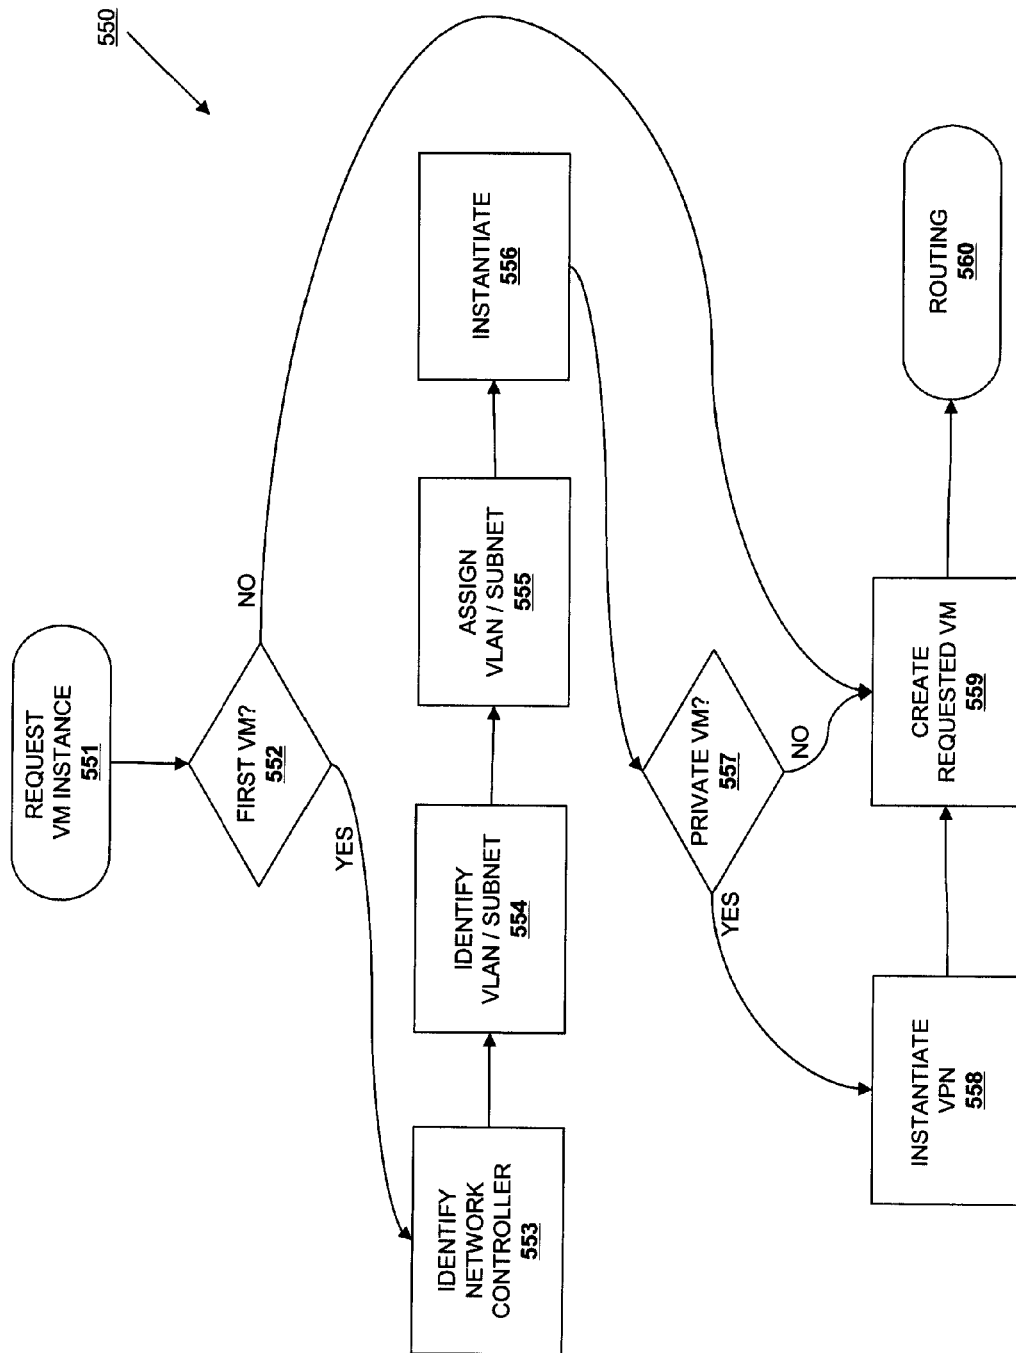 550
REQUEST
VM INSTANCE
551
FIRST VM?
552
YES
NO
IDENTIFY
NETWORK
CONTROLLER
553
IDENTIFY
VLAN / SUBNET
554
ASSIGN
VLAN / SUBNET
555
INSTANTIATE
556
PRIVATE VM?
557
YES
NO
INSTANTIATE
VPN
558
CREATE
REQUESTED VM
559
ROUTING
560